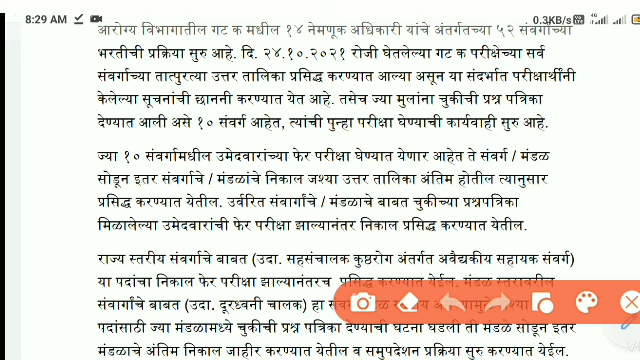 8:29 AM
0.3KB/s
आरोग्य विभागातील गट क मधील १४ नेमणूक अधिकारी यांचे अंतर्गतच्या ५२ संवर्गाच्या
भरतीची प्रक्रिया सुरु आहे. दि. २४.१०.२०२१ रोजी घेतलेल्या गट क परीक्षेच्या सर्व
संवर्गाच्या तात्पुरत्या उत्तर तालिका प्रसिद्ध करण्यात आल्या असून या संदर्भात परीक्षार्थींनी
केलेल्या सूचनांची छाननी करण्यात येत आहे. तसेच ज्या मुलांना चुकीची प्रश्न पत्रिका
देण्यात आली असे १० संवर्ग आहेत, त्यांची पुन्हा परीक्षा घेण्याची कार्यवाही सुरु आहे.
ज्या १० संवर्गामधील उमेदवारांच्या फेर परीक्षा घेण्यात येणार आहेत ते संवर्ग / मंडळ
सोडून इतर संवर्गाचे / मंडळांचे निकाल जश्या उत्तर तालिका अंतिम होतील त्यानुसार
प्रसिद्ध करण्यात येतील. उर्वरित संवर्गांचे / मंडळाचे बाबत चुकीच्या प्रश्नपत्रिका
मिळालेल्या उमेदवारांची फेर परीक्षा झाल्यानंतर निकाल प्रसिद्ध करण्यात येतील.
राज्य स्तरीय संवर्गाचे बाबत (उदा. सहसंचालक कुष्ठरोग अंतर्गत अवैद्यकीय सहायक संवर्ग)
या पदांचा निकाल फेर परीक्षा झाल्यानंतरच प्रसिद्ध करण्यात येईल. मंडळ स्तरावरील
संवार्गाचे बाबत (उदा. दूरध्वनी चालक) हा
पदांसाठी ज्या मंडळामध्ये चुकीची प्रश्न पत्रिका देण्याची घटना घडली ती मंडळ सोडून इतर
मंडळाचे अंतिम निकाल जाहीर करण्यात येतील व समुपदेशन प्रक्रिया सुरु करण्यात येईल.